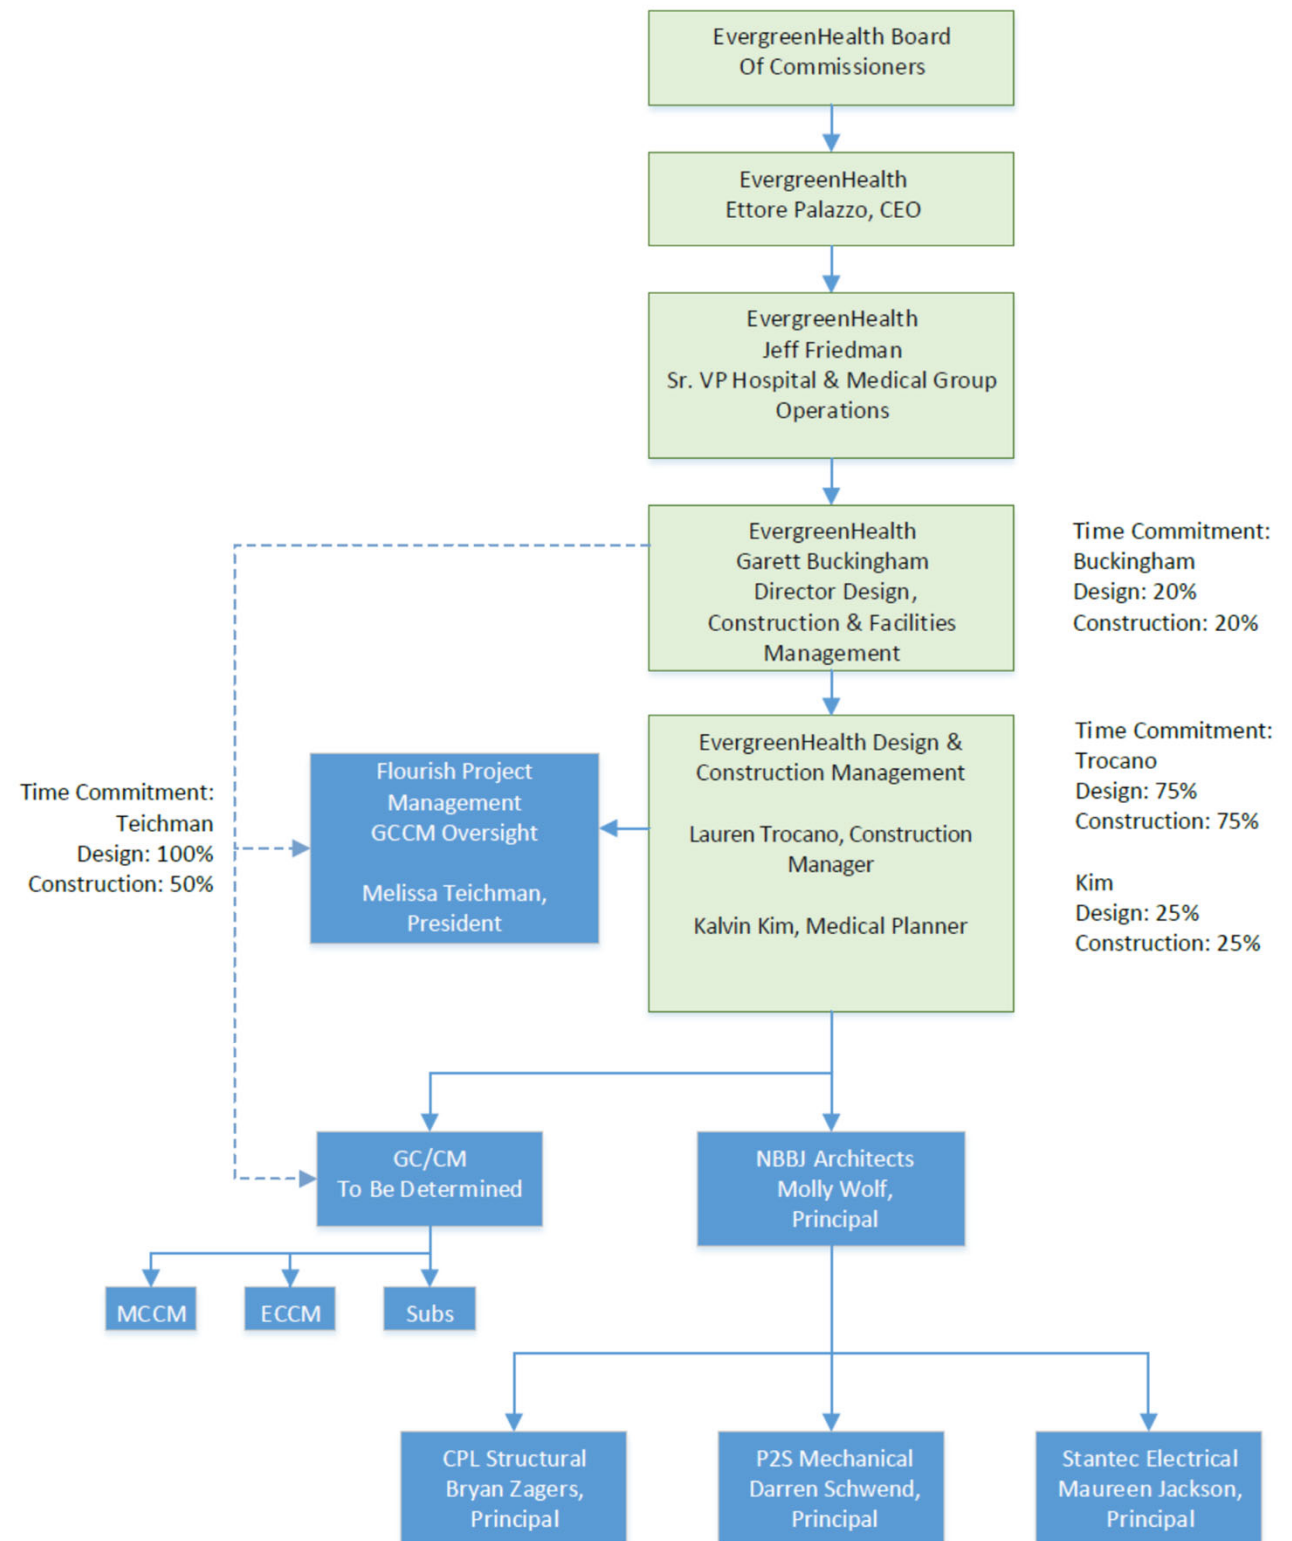 EvergreenHealth Board
Of Commissioners
EvergreenHealth
Ettore Palazzo, CEO
EvergreenHealth
Jeff Friedman
Sr. VP Hospital & Medical Group
Operations
EvergreenHealth
Garett Buckingham
Director Design,
Construction & Facilities
Management
Time Commitment:
Buckingham
Design: 20%
Construction: 20%
Time Commitment:
Teichman
Design: 100%
Construction: 50%
Flourish Project
Management
GCCM Oversight
Melissa Teichman,
President
EvergreenHealth Design &
Construction Management
Lauren Trocano, Construction
Manager
Kalvin Kim, Medical Planner
Time Commitment:
Trocano
Design: 75%
Construction: 75%
Kim
Design: 25%
Construction: 25%
GC/CM
To Be Determined
NBBJ Architects
Molly Wolf,
Principal
MCCM
ECCM
Subs
CPL Structural
Bryan Zagers,
Principal
P2S Mechanical
Darren Schwend,
Principal
Stantec Electrical
Maureen Jackson,
Principal